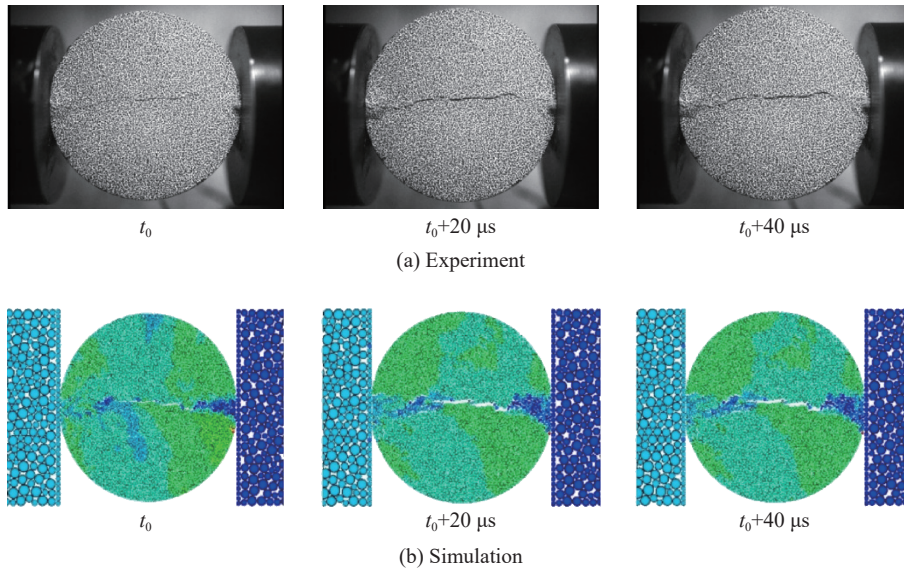 t₀ t₀+20 μs t₀+40 μs
(a) Experiment
t₀ t₀+20 μs t₀+40 μs
(b) Simulation